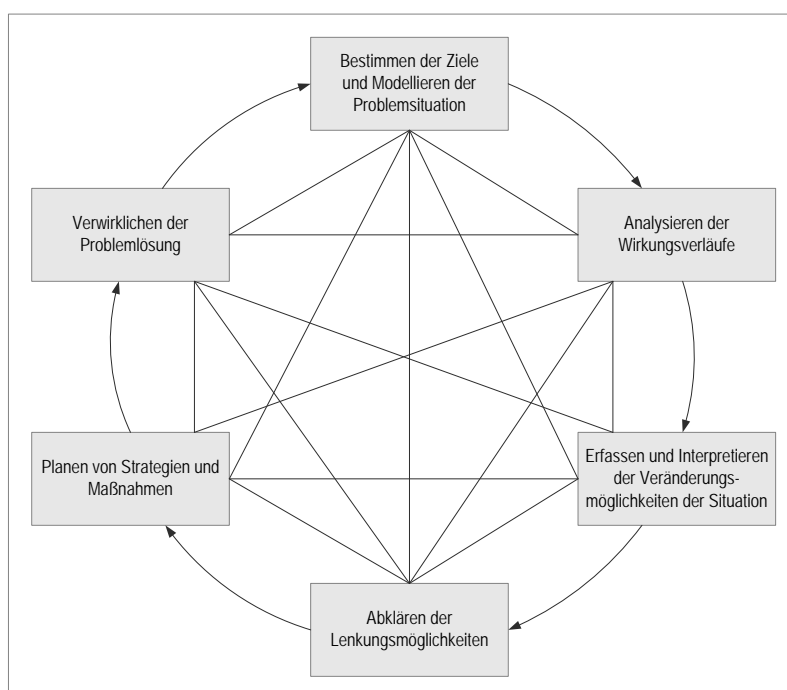 Bestimmen der Ziele
und Modellieren der
Problemsituation
Verwirklichen der
Problemlösung
Analysieren der
Wirkungsverläufe
Planen von Strategien und
Maßnahmen
Erfassen und Interpretieren
der Veränderungs-
möglichkeiten der Situation
Abklären der
Lenkungsmöglichkeiten